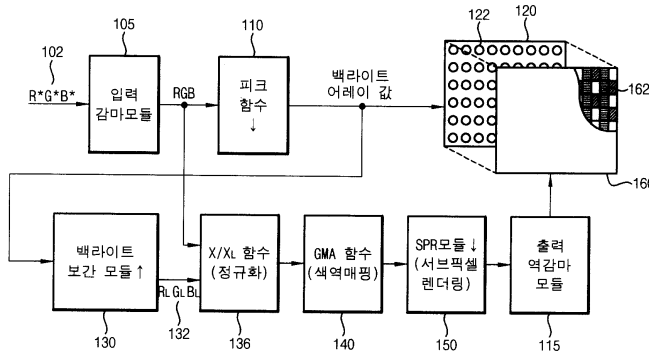 102
R*G*B*
105
입력
감마모듈
RGB
110
피크
함수
↓
백라이트
어레이 값
122
120
162
160
백라이트
보간 모듈↑
130
RL GL BL
132
X/XL 함수
(정규화)
136
GMA 함수
(색역매핑)
140
SPR모듈↓
(서브픽셀
렌더링)
150
출력
역감마
모듈
115